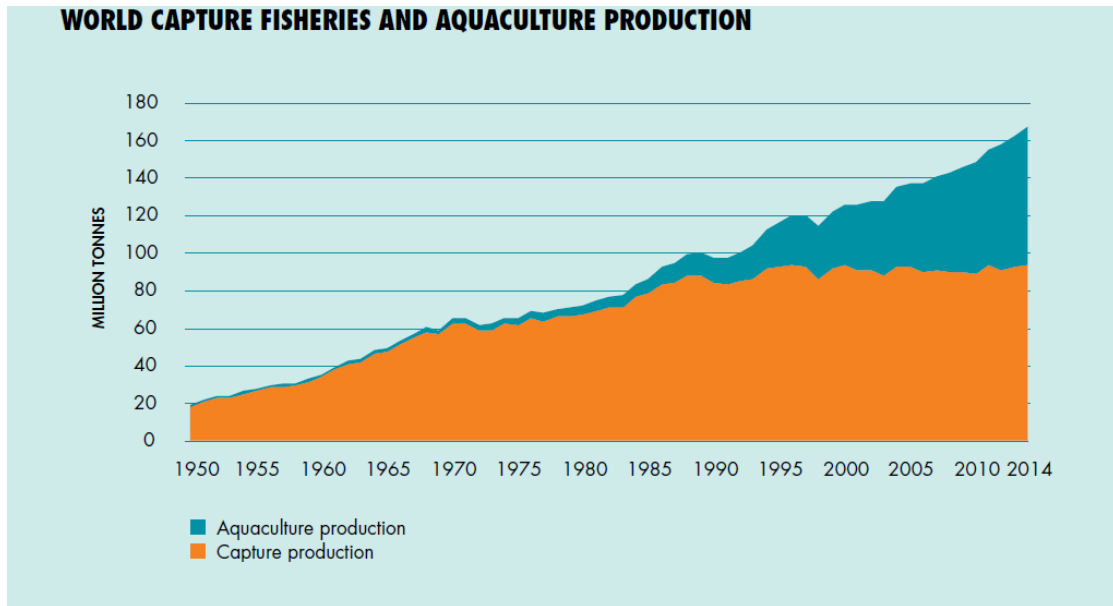 WORLD CAPTURE FISHERIES AND AQUACULTURE PRODUCTION
MILLION TONNES
180
160
140
120
100
80
60
40
20
0
1950 1955 1960 1965 1970 1975 1980 1985 1990 1995 2000 2005 2010 2014
Aquaculture production
Capture production